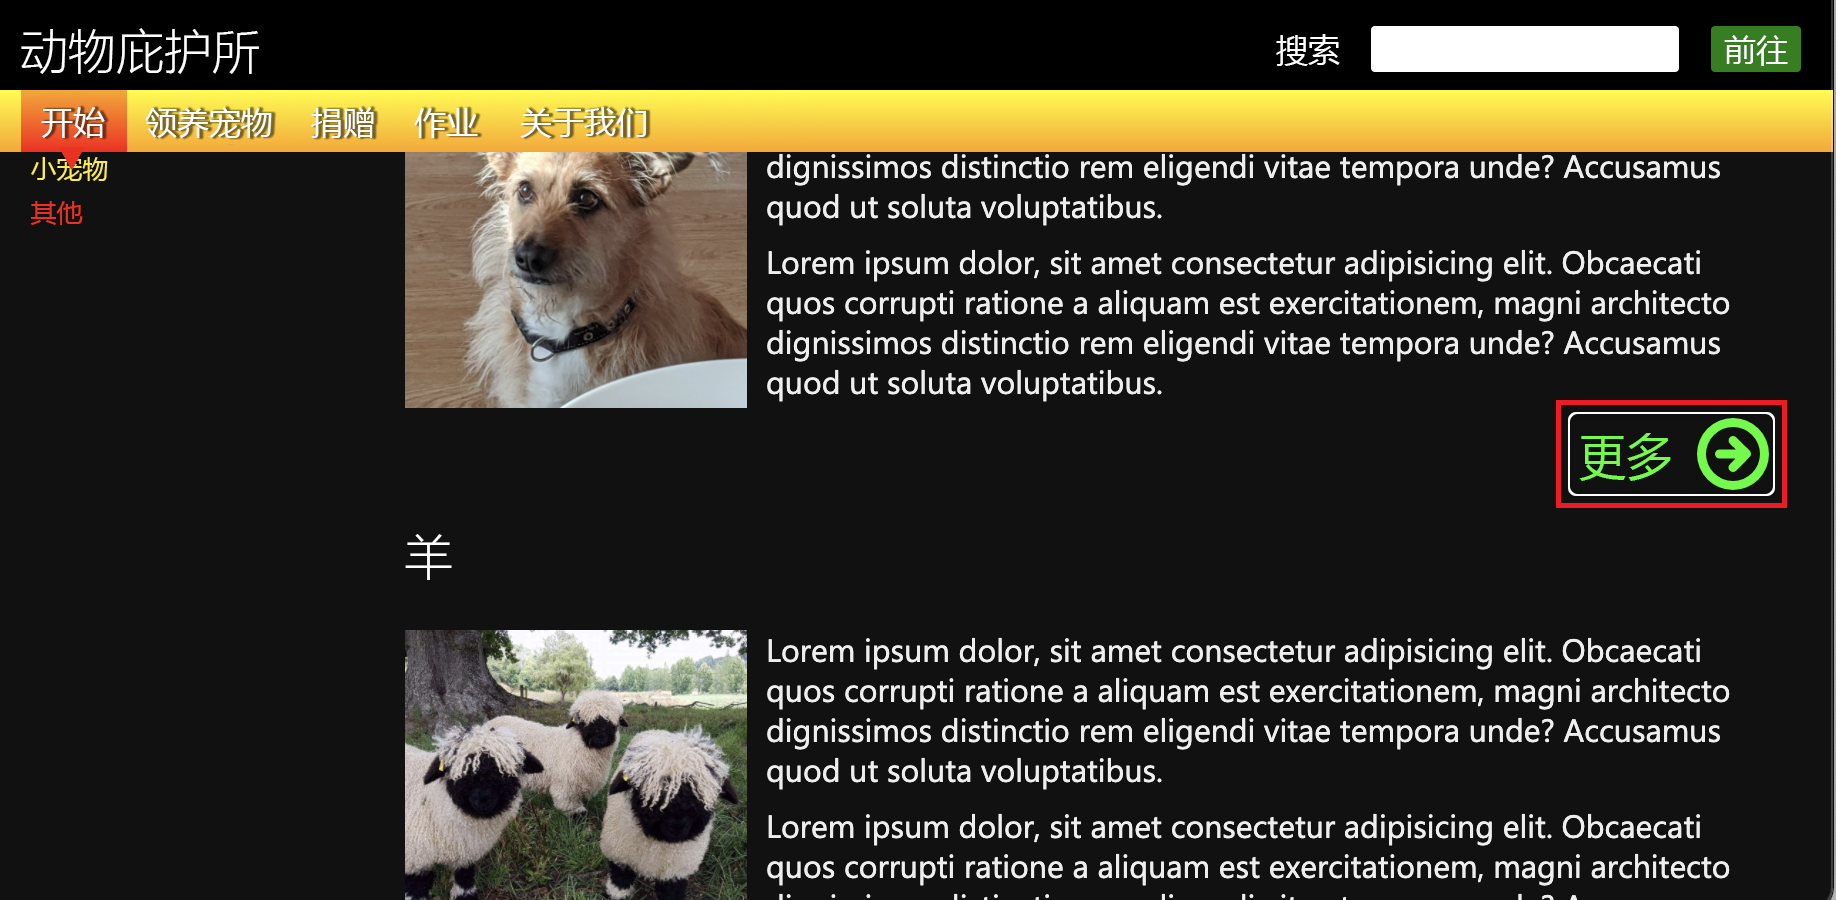 动物庇护所
搜索
前往
开始 领养宠物 捐赠 作业 关于我们
小宠物
其他
dignissimos distinctio rem eligendi vitae tempora unde? Accusamus
quod ut soluta voluptatibus.
Lorem ipsum dolor, sit amet consectetur adipisicing elit. Obcaecati
quos corrupti ratione a aliquam est exercitationem, magni architecto
dignissimos distinctio rem eligendi vitae tempora unde? Accusamus
quod ut soluta voluptatibus.
更多
羊
Lorem ipsum dolor, sit amet consectetur adipisicing elit. Obcaecati
quos corrupti ratione a aliquam est exercitationem, magni architecto
dignissimos distinctio rem eligendi vitae tempora unde? Accusamus
quod ut soluta voluptatibus.
Lorem ipsum dolor, sit amet consectetur adipisicing elit. Obcaecati
quos corrupti ratione a aliquam est exercitationem, magni architecto